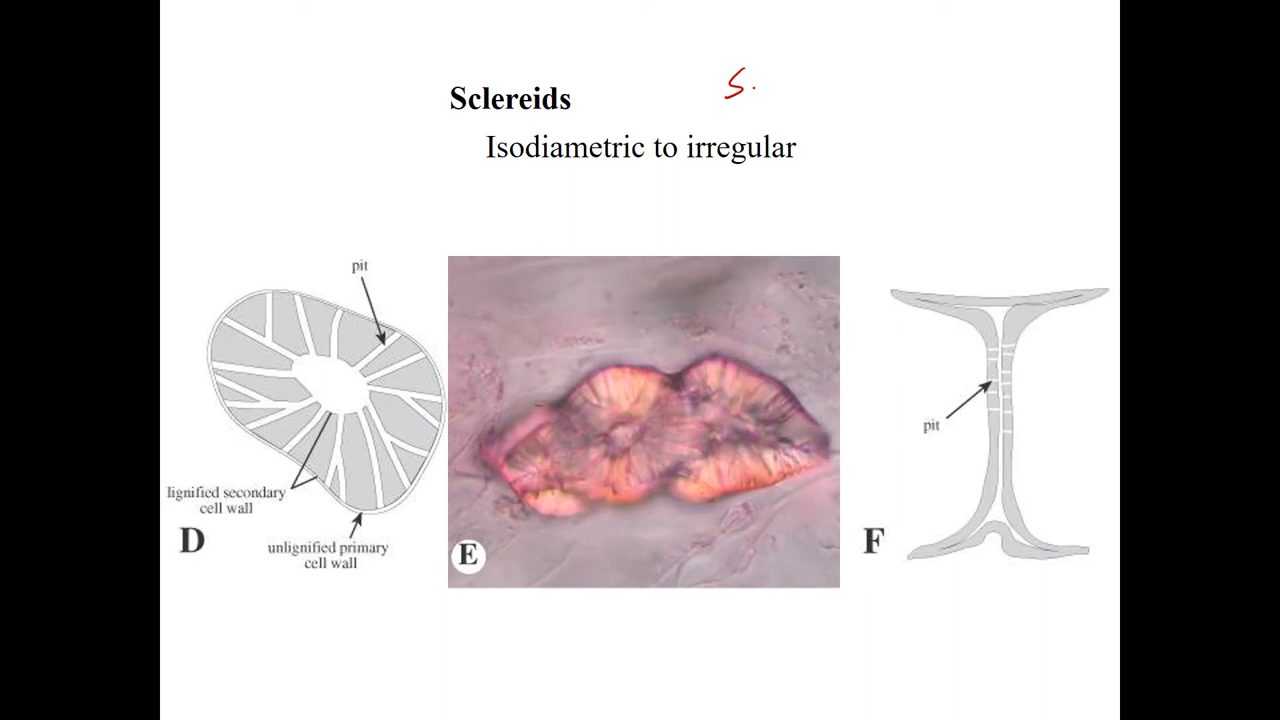 Sclereids
S.
Isodiametric to irregular
pit
lignified secondary
cell wall
D
unlignified primary
cell wall
E
pit
F